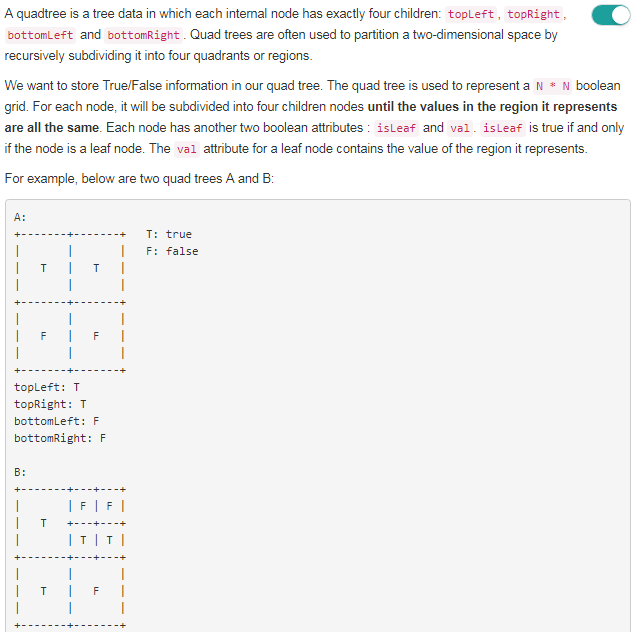 A quadtree is a tree data in which each internal node has exactly four children: topLeft, topRight,
bottomLeft and bottomRight. Quad trees are often used to partition a two-dimensional space by
recursively subdividing it into four quadrants or regions.
We want to store True/False information in our quad tree. The quad tree is used to represent a N * N boolean
grid. For each node, it will be subdivided into four children nodes until the values in the region it represents
are all the same. Each node has another two boolean attributes : isLeaf and val. isLeaf is true if and only
if the node is a leaf node. The val attribute for a leaf node contains the value of the region it represents.
For example, below are two quad trees A and B:
A:
+-------+-------+   T: true
|       |       |   F: false
|   T   |   T   |
|       |       |
+-------+-------+
|       |       |
|   F   |   F   |
|       |       |
+-------+-------+
topLeft: T
topRight: T
bottomLeft: F
bottomRight: F
B:
+-------+---+---+
|       | F | F |
|   T   +---+---+
|       | T | T |
+-------+---+---+
|       |       |
|   T   |   F   |
|       |       |
+-------+-------+